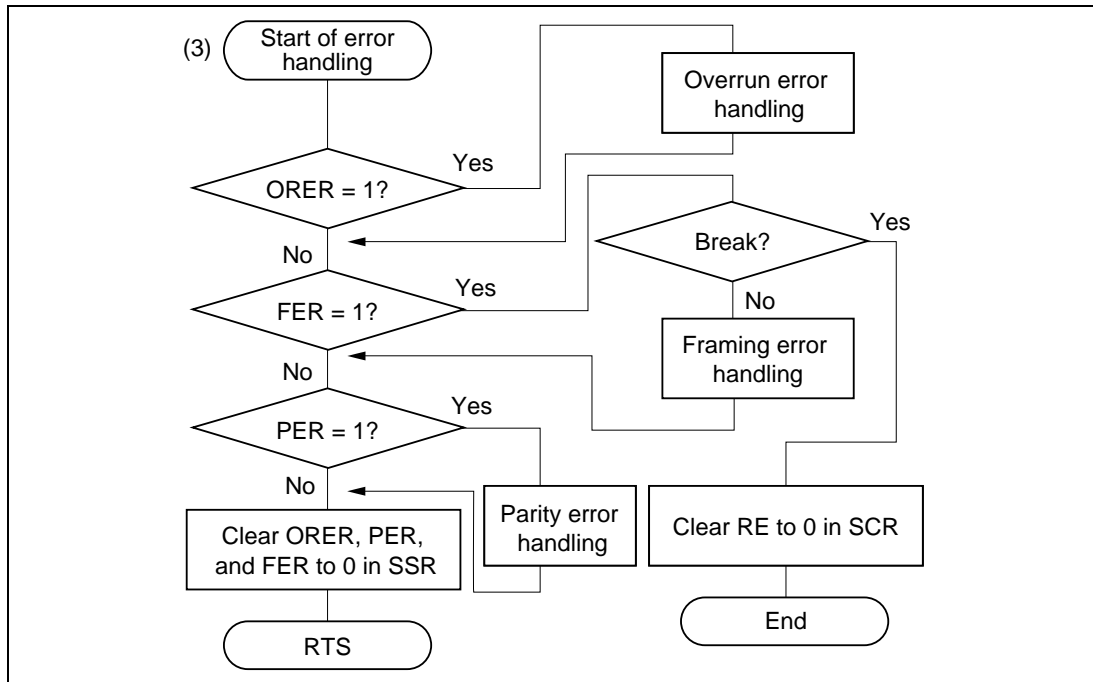 (3)
Start of error
handling
Overrun error
handling
Yes
ORER = 1?
No
Yes
Break?
Yes
FER = 1?
No
Framing error
handling
No
Yes
PER = 1?
No
Parity error
handling
Clear RE to 0 in SCR
Clear ORER, PER,
and FER to 0 in SSR
End
RTS